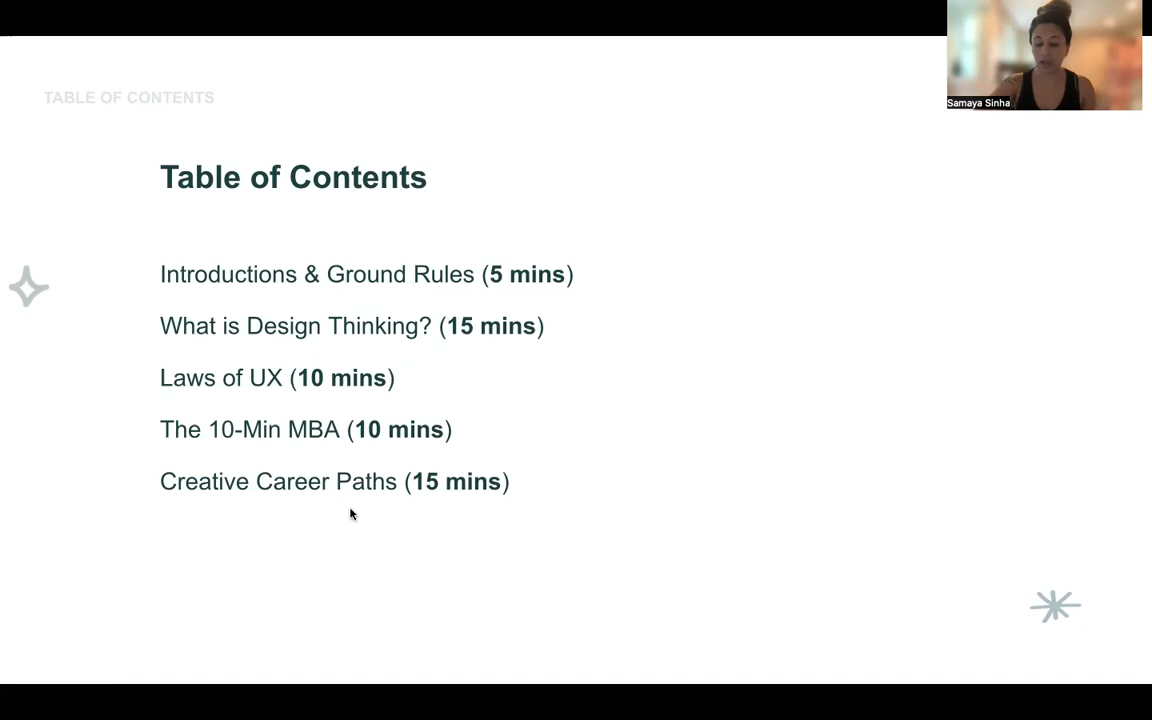 TABLE OF CONTENTS
Samaya Sinha
Table of Contents
Introductions & Ground Rules (5 mins)
What is Design Thinking? (15 mins)
Laws of UX (10 mins)
The 10-Min MBA (10 mins)
Creative Career Paths (15 mins)